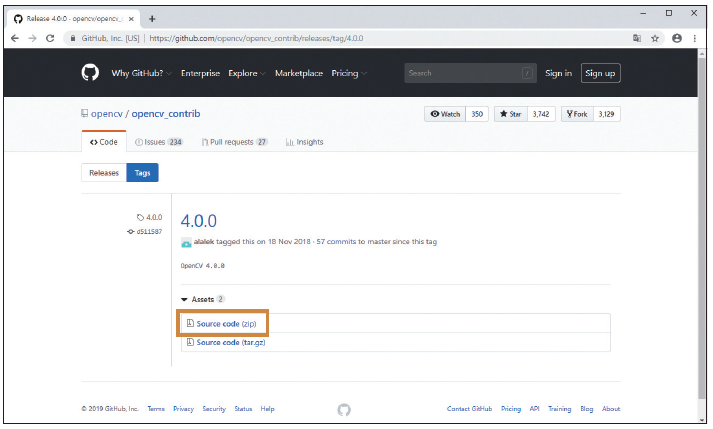 Release 4.0.0 · opencv/opencv_
GitHub, Inc. [US] | https://github.com/opencv/opencv_contrib/releases/tag/4.0.0
Why GitHub? Enterprise Explore Marketplace Pricing Search / Sign in Sign up
opencv / opencv_contrib Watch 350 Star 3,742 Fork 3,129
Code Issues 234 Pull requests 27 Insights
Releases Tags
4.0.0
d511587
4.0.0
alalek tagged this on 18 Nov 2018 · 57 commits to master since this tag
OpenCV 4.0.0
Assets 2
Source code (zip)
Source code (tar.gz)
© 2019 GitHub, Inc. Terms Privacy Security Status Help Contact GitHub Pricing API Training Blog About